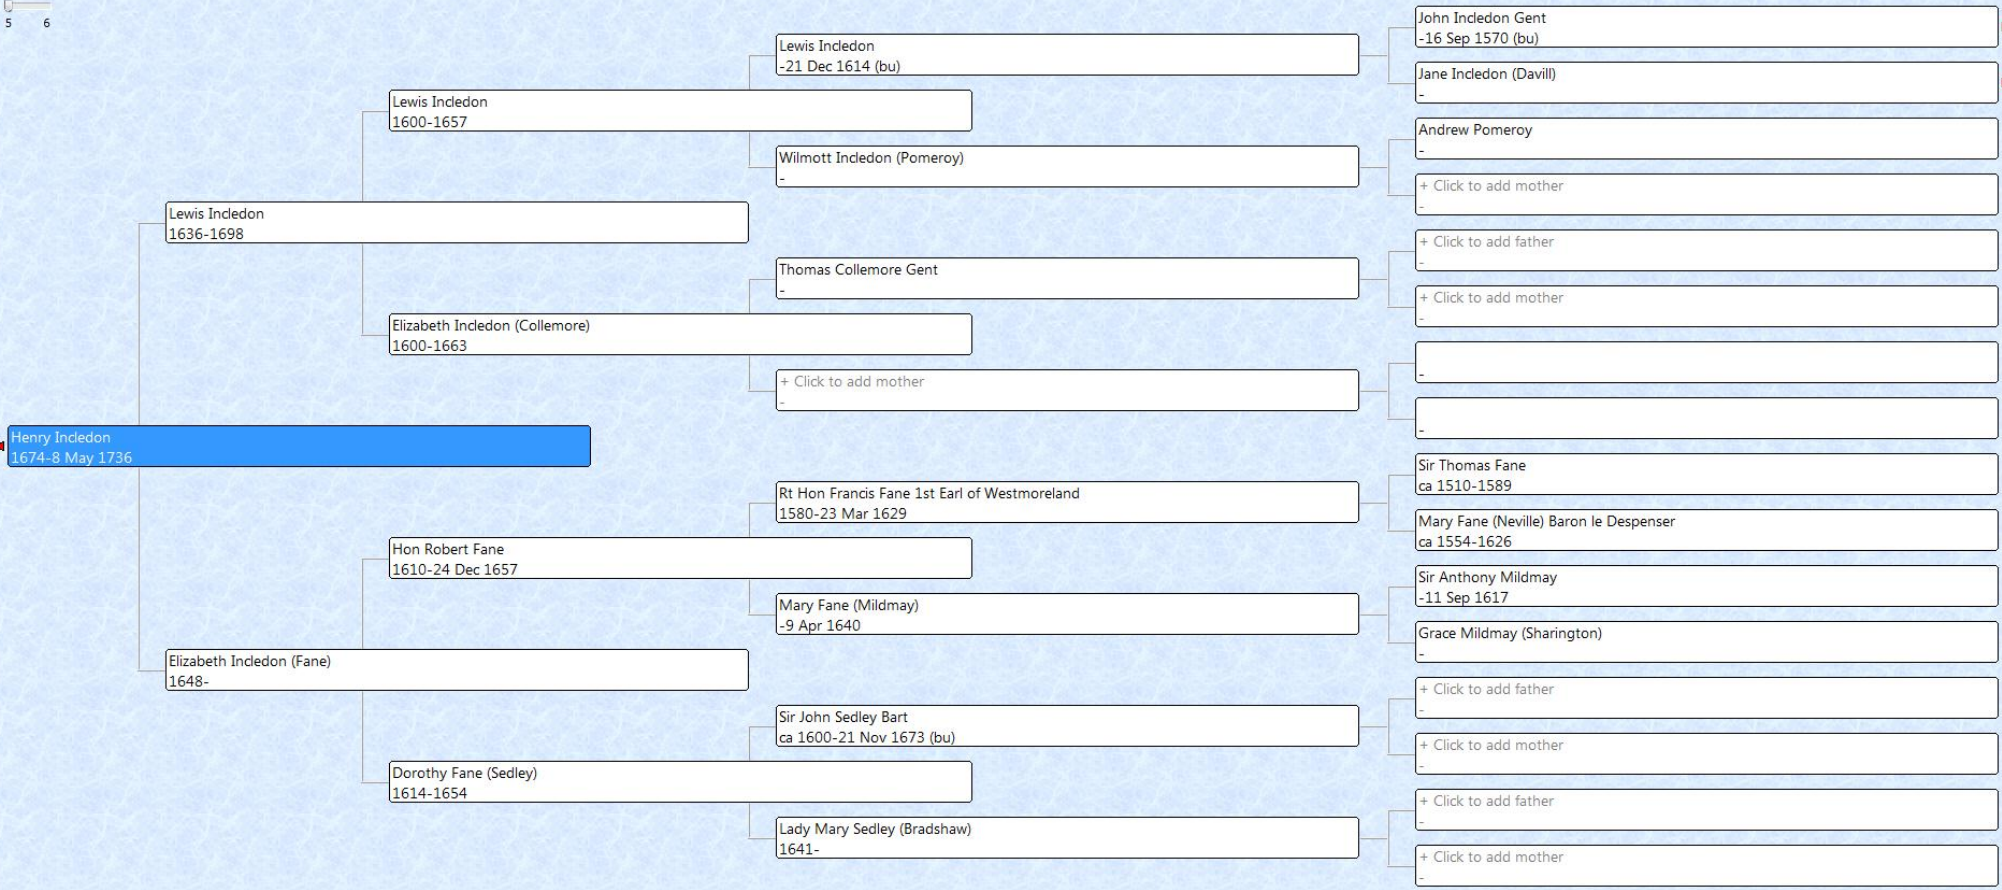 5 6
John Incledon Gent
-16 Sep 1570 (bu)
Lewis Incledon
-21 Dec 1614 (bu)
Jane Incledon (Davill)
-
Lewis Incledon
1600-1657
Andrew Pomeroy
-
Wilmott Incledon (Pomeroy)
-
+ Click to add mother
-
Lewis Incledon
1636-1698
+ Click to add father
-
Thomas Collemore Gent
-
+ Click to add mother
-
Elizabeth Incledon (Collemore)
1600-1663
-
+ Click to add mother
-
-
Henry Incledon
1674-8 May 1736
Sir Thomas Fane
ca 1510-1589
Rt Hon Francis Fane 1st Earl of Westmoreland
1580-23 Mar 1629
Mary Fane (Neville) Baron le Despenser
ca 1554-1626
Hon Robert Fane
1610-24 Dec 1657
Sir Anthony Mildmay
-11 Sep 1617
Mary Fane (Mildmay)
-9 Apr 1640
Grace Mildmay (Sharington)
-
Elizabeth Incledon (Fane)
1648-
+ Click to add father
-
Sir John Sedley Bart
ca 1600-21 Nov 1673 (bu)
+ Click to add mother
-
Dorothy Fane (Sedley)
1614-1654
+ Click to add father
-
Lady Mary Sedley (Bradshaw)
1641-
+ Click to add mother
-